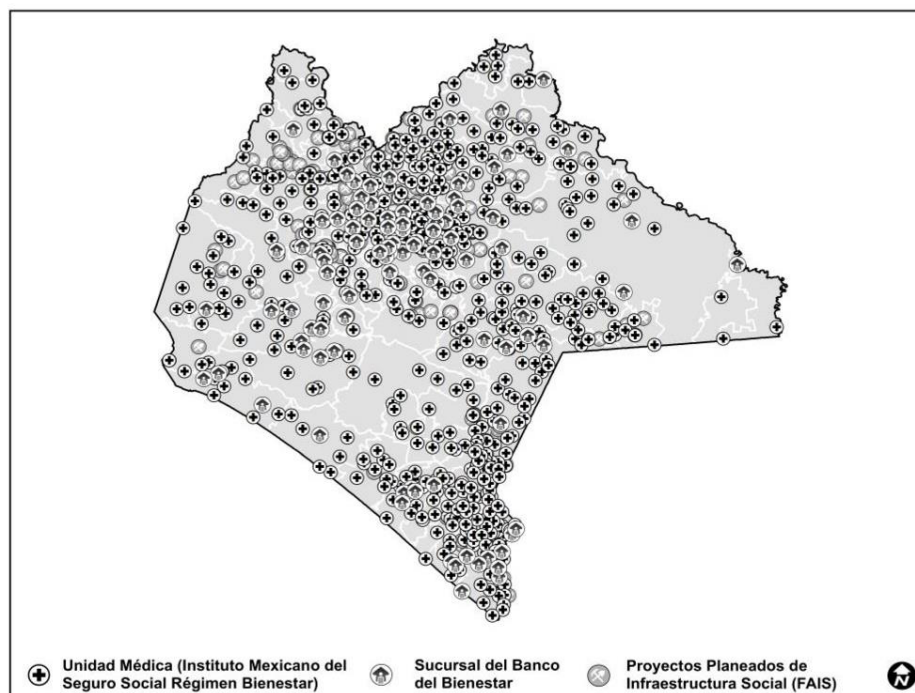 Unidad Médica (Instituto Mexicano del
Seguro Social Régimen Bienestar)
Sucursal del Banco
del Bienestar
Proyectos Planeados de
Infraestructura Social (FAIS)
N